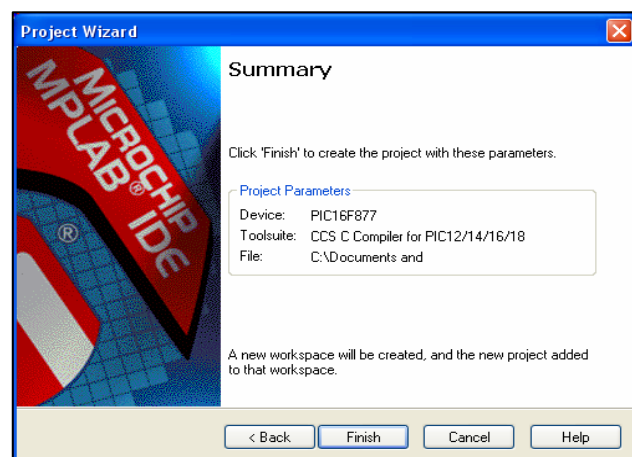 Project Wizard
MICROCHIP
MPLAB® IDE
®
Summary
Click 'Finish' to create the project with these parameters.
Project Parameters
Device: PIC16F877
Toolsuite: CCS C Compiler for PIC12/14/16/18
File: C:\Documents and
A new workspace will be created, and the new project added
to that workspace.
< Back Finish Cancel Help